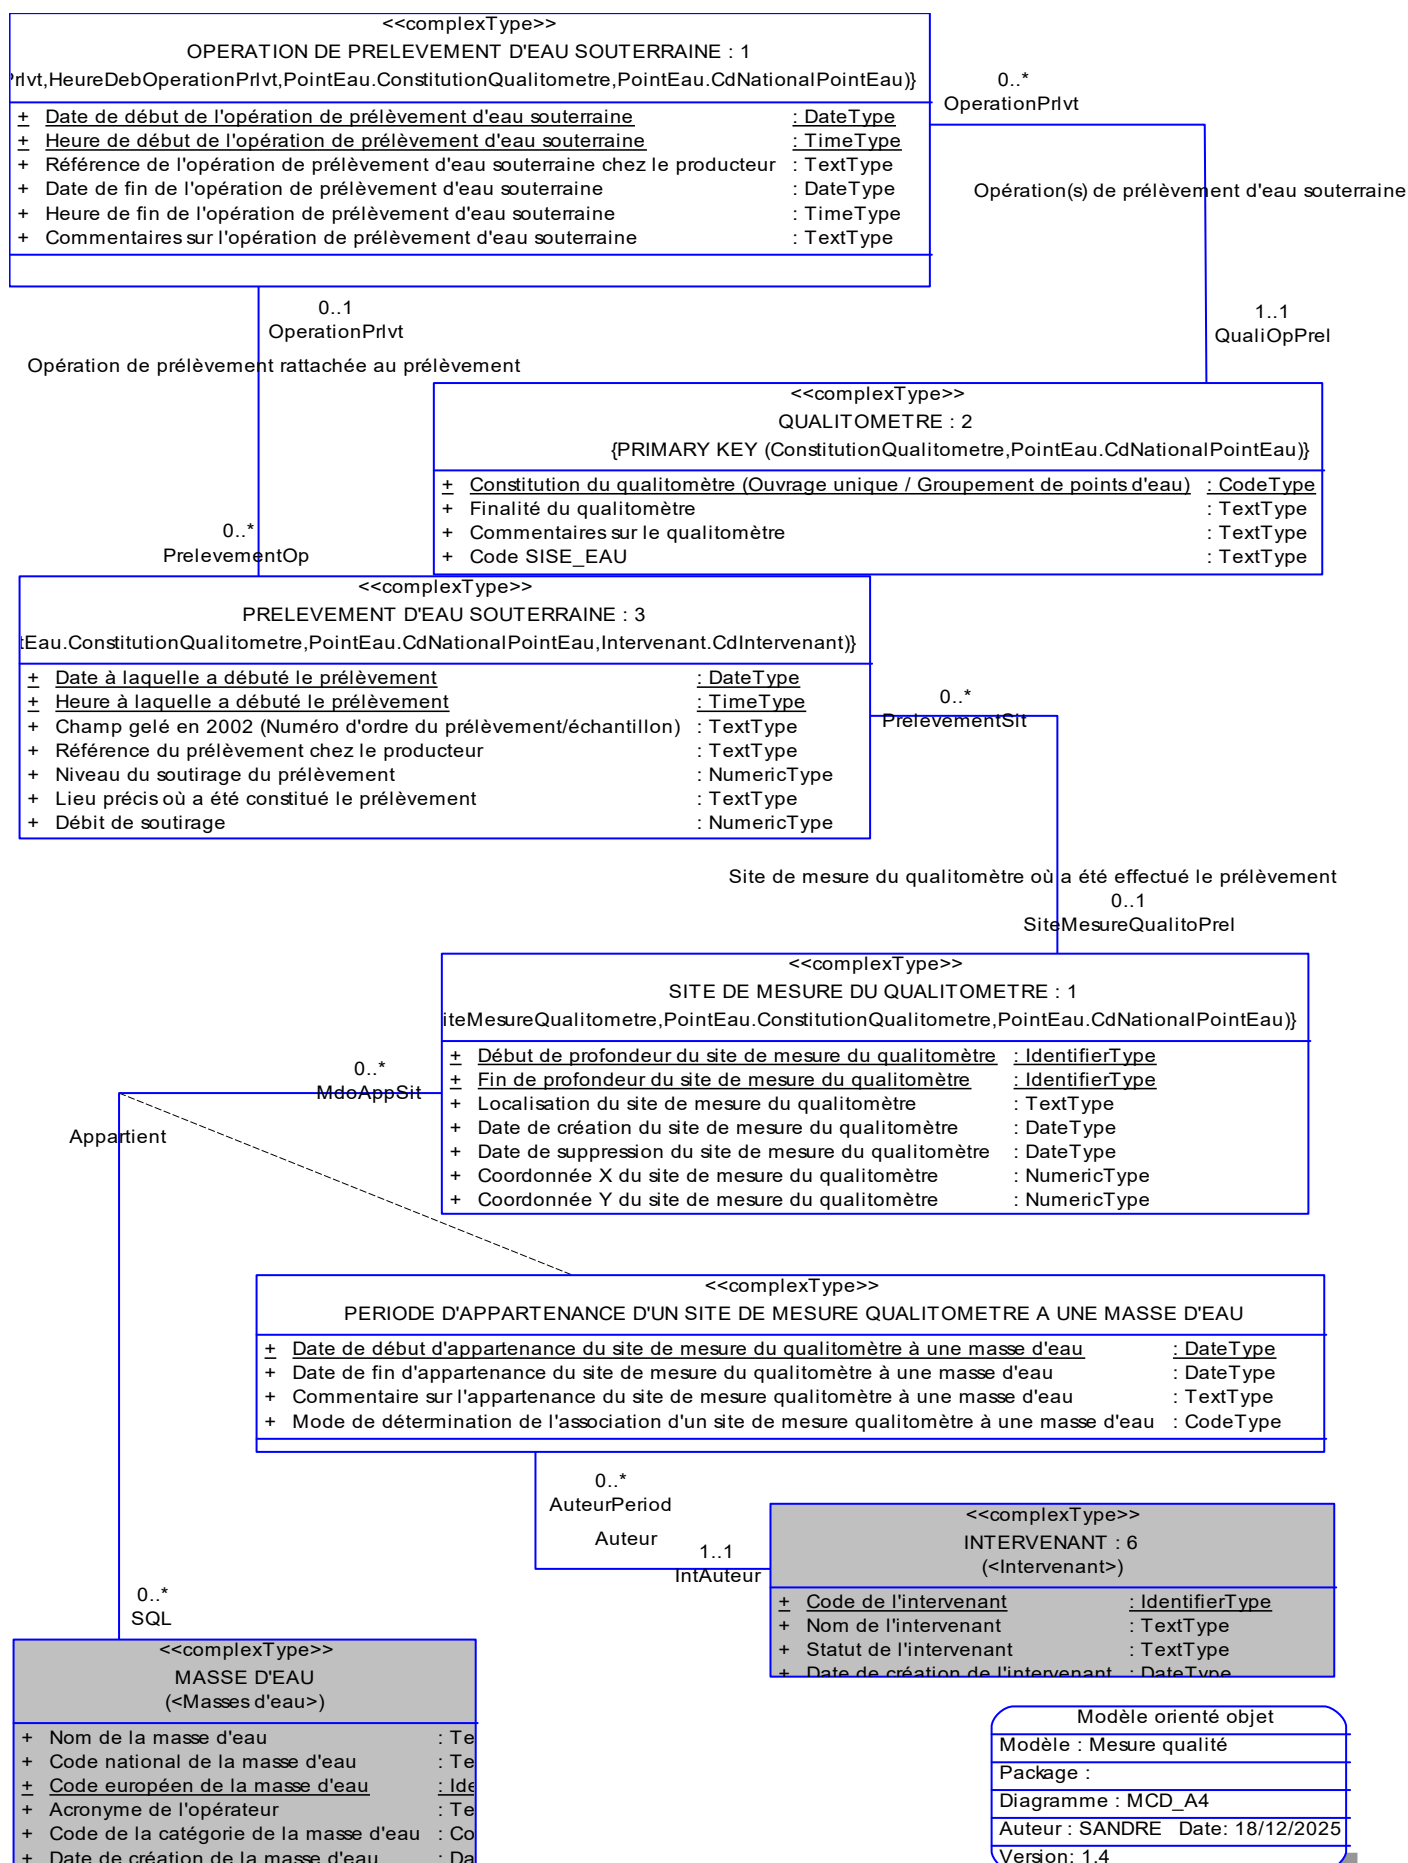 <<complexType>>
OPERATION DE PRELEVEMENT D'EAU SOUTERRAINE : 1
rlvt,HeureDebOperationPrlvt,PointEau.ConstitutionQualitometre,PointEau.CdNationalPointEau)}
+ Date de début de l'opération de prélèvement d'eau souterraine : DateType
+ Heure de début de l'opération de prélèvement d'eau souterraine : TimeType
+ Référence de l'opération de prélèvement d'eau souterraine chez le producteur : TextType
+ Date de fin de l'opération de prélèvement d'eau souterraine : DateType
+ Heure de fin de l'opération de prélèvement d'eau souterraine : TimeType
+ Commentaires sur l'opération de prélèvement d'eau souterraine : TextType
0..*
OperationPrlvt
Opération(s) de prélèvement d'eau souterraine
1..1
QualiOpPrel
0..1
OperationPrlvt
Opération de prélèvement rattachée au prélèvement
0..*
PrelevementOp
<<complexType>>
QUALITOMETRE : 2
{PRIMARY KEY (ConstitutionQualitometre,PointEau.CdNationalPointEau)}
+ Constitution du qualitomètre (Ouvrage unique / Groupement de points d'eau) : CodeType
+ Finalité du qualitomètre : TextType
+ Commentaires sur le qualitomètre : TextType
+ Code SISE_EAU : TextType
<<complexType>>
PRELEVEMENT D'EAU SOUTERRAINE : 3
tEau.ConstitutionQualitometre,PointEau.CdNationalPointEau,Intervenant.CdIntervenant)}
+ Date à laquelle a débuté le prélèvement : DateType
+ Heure à laquelle a débuté le prélèvement : TimeType
+ Champ gelé en 2002 (Numéro d'ordre du prélèvement/échantillon) : TextType
+ Référence du prélèvement chez le producteur : TextType
+ Niveau du soutirage du prélèvement : NumericType
+ Lieu précis où a été constitué le prélèvement : TextType
+ Débit de soutirage : NumericType
0..*
PrelevementSit
Site de mesure du qualitomètre où a été effectué le prélèvement
0..1
SiteMesureQualitoPrel
<<complexType>>
SITE DE MESURE DU QUALITOMETRE : 1
iteMesureQualitometre,PointEau.ConstitutionQualitometre,PointEau.CdNationalPointEau)}
+ Début de profondeur du site de mesure du qualitomètre : IdentifierType
+ Fin de profondeur du site de mesure du qualitomètre : IdentifierType
+ Localisation du site de mesure du qualitomètre : TextType
+ Date de création du site de mesure du qualitomètre : DateType
+ Date de suppression du site de mesure du qualitomètre : DateType
+ Coordonnée X du site de mesure du qualitomètre : NumericType
+ Coordonnée Y du site de mesure du qualitomètre : NumericType
0..*
MdoAppSit
Appartient
<<complexType>>
PERIODE D'APPARTENANCE D'UN SITE DE MESURE QUALITOMETRE A UNE MASSE D'EAU
+ Date de début d'appartenance du site de mesure du qualitomètre à une masse d'eau : DateType
+ Date de fin d'appartenance du site de mesure du qualitomètre à une masse d'eau : DateType
+ Commentaire sur l'appartenance du site de mesure qualitomètre à une masse d'eau : TextType
+ Mode de détermination de l'association d'un site de mesure qualitomètre à une masse d'eau : CodeType
0..*
AuteurPeriod
Auteur
1..1
IntAuteur
<<complexType>>
INTERVENANT : 6
(<Intervenant>)
+ Code de l'intervenant : IdentifierType
+ Nom de l'intervenant : TextType
+ Statut de l'intervenant : TextType
+ Date de création de l'intervenant : DateType
0..*
SQL
<<complexType>>
MASSE D'EAU
(<Masses d'eau>)
+ Nom de la masse d'eau : Te
+ Code national de la masse d'eau : Te
+ Code européen de la masse d'eau : Ide
+ Acronyme de l'opérateur : Te
+ Code de la catégorie de la masse d'eau : Co
+ Date de création de la masse d'eau : Da
Modèle orienté objet
Modèle : Mesure qualité
Package :
Diagramme : MCD_A4
Auteur : SANDRE Date: 18/12/2025
Version: 1.4